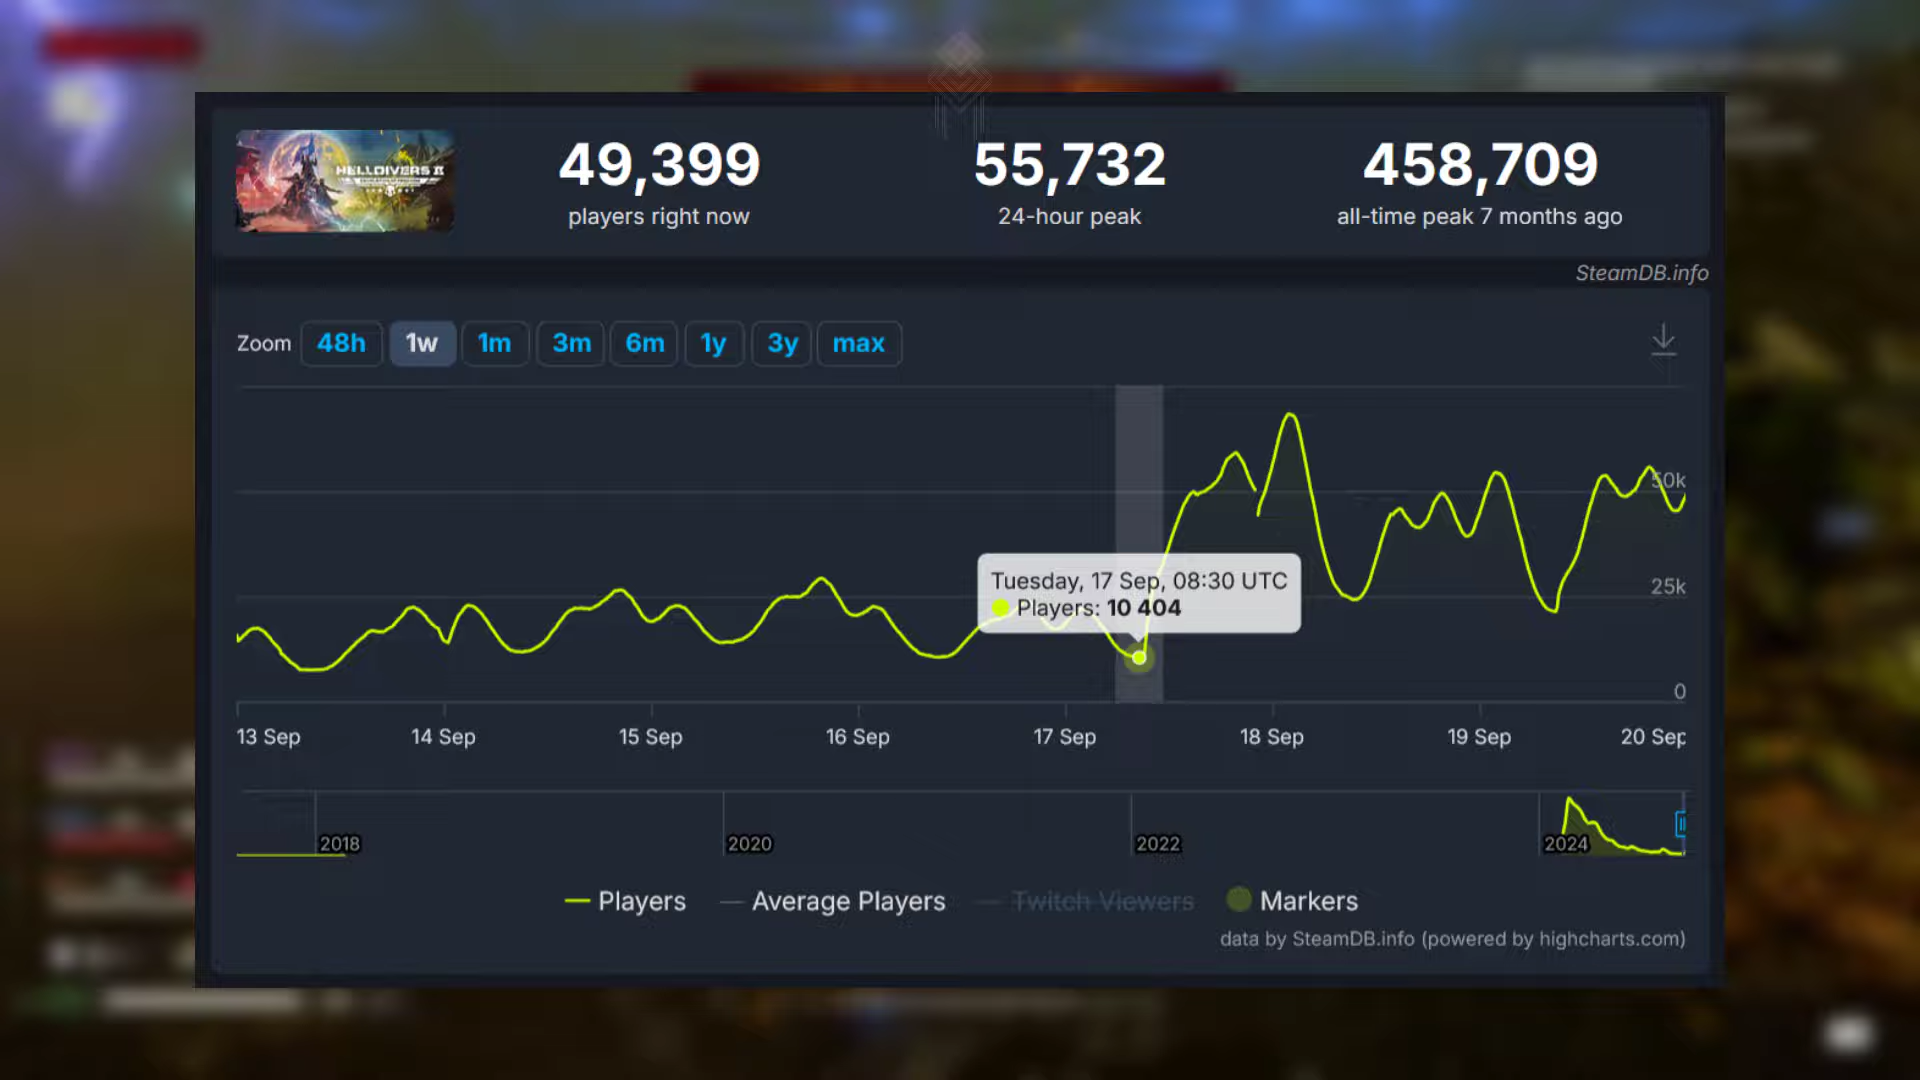 HELLDIVERS II
49,399
players right now
55,732
24-hour peak
458,709
all-time peak 7 months ago
SteamDB.info
Zoom 48h 1w 1m 3m 6m 1y 3y max
50k
25k
0
Tuesday, 17 Sep, 08:30 UTC
Players: 10 404
13 Sep 14 Sep 15 Sep 16 Sep 17 Sep 18 Sep 19 Sep 20 Sep
2018 2020 2022 2024
Players Average Players Twitch Viewers Markers
data by SteamDB.info (powered by highcharts.com)